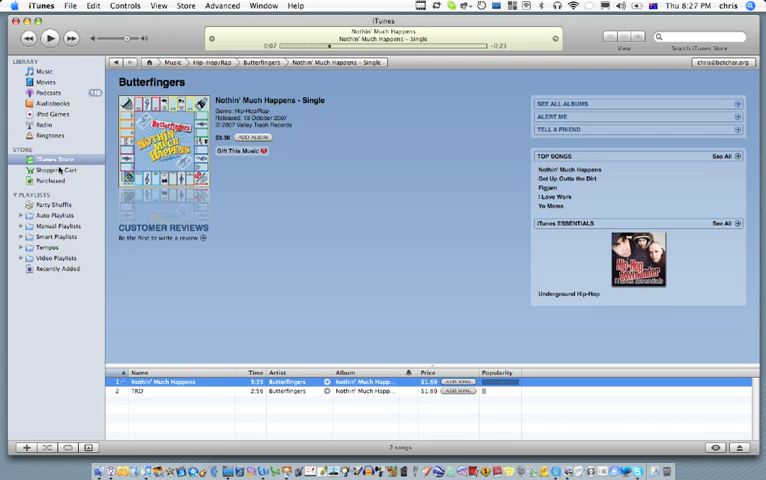 iTunes File Edit Controls View Store Advanced Window Help Thu 8:27 PM chris
iTunes
Nothin' Much Happens
Nothin' Much Happens - Single
0:07 -0:23
View
Search iTunes Store
LIBRARY
Music
Movies
Podcasts
Audiobooks
iPod Games
Radio
Ringtones
STORE
iTunes Store
Shopping Cart
Purchased
PLAYLISTS
Party Shuffle
Auto Playlists
Manual Playlists
Smart Playlists
Tempos
Video Playlists
Recently Added
Music Hip-Hop/Rap Butterfingers Nothin' Much Happens - Single chris@betcher.org
Butterfingers
Butterfingers
NOTHIN' MUCH HAPPENS
Nothin' Much Happens - Single
Genre: Hip-Hop/Rap
Released: 13 October 2007
℗ 2007 Valley Trash Records
$3.38 ADD ALBUM
Gift This Music
CUSTOMER REVIEWS
Be the first to write a review
SEE ALL ALBUMS
ALERT ME
TELL A FRIEND
TOP SONGS See All
Nothin' Much Happens
Get Up Outta the Dirt
Figjam
I Love Work
Yo Mama
iTunes ESSENTIALS See All
Underground Hip-Hop
Name Time Artist Album Price Popularity
1 Nothin' Much Happens 3:35 Butterfingers Nothin' Much Happ... $1.69 ADD SONG
2 TRD 2:56 Butterfingers Nothin' Much Happ... $1.69 ADD SONG
2 songs